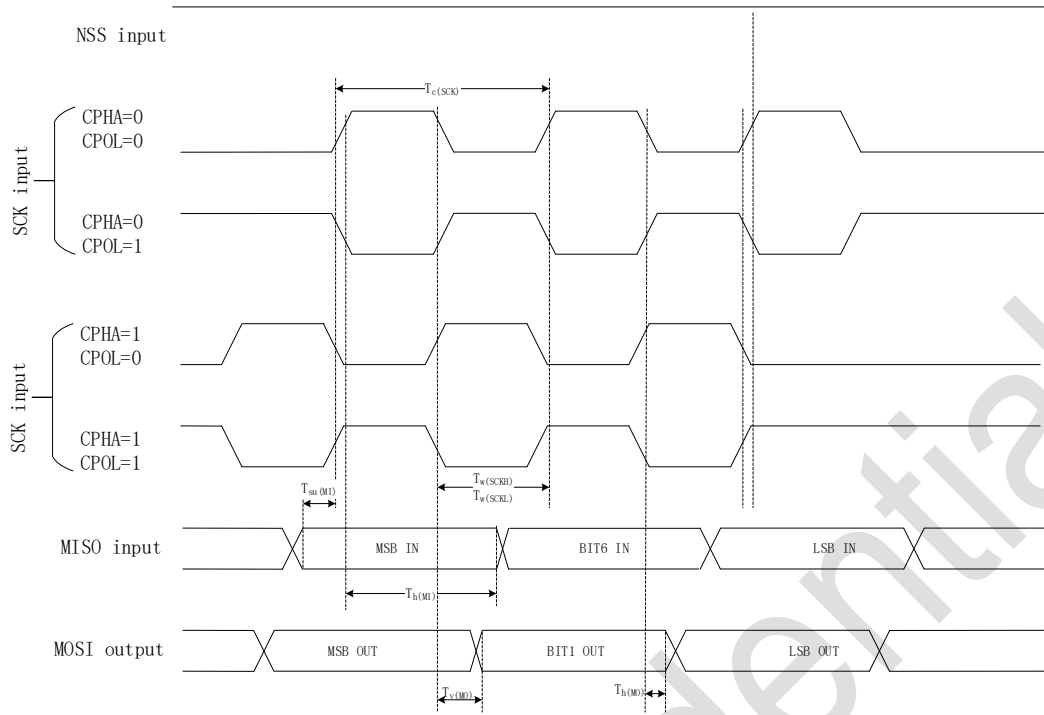 NSS input
Tc(SCK)
CPHA=0
CPOL=0
SCK input
CPHA=0
CPOL=1
CPHA=1
CPOL=0
SCK input
CPHA=1
CPOL=1
Tw(SCKH)
Tw(SCKL)
Tsu(MI)
MISO input
MSB IN
BIT6 IN
LSB IN
Th(MI)
MOSI output
MSB OUT
BIT1 OUT
LSB OUT
Tv(MO)
Th(MO)
dential